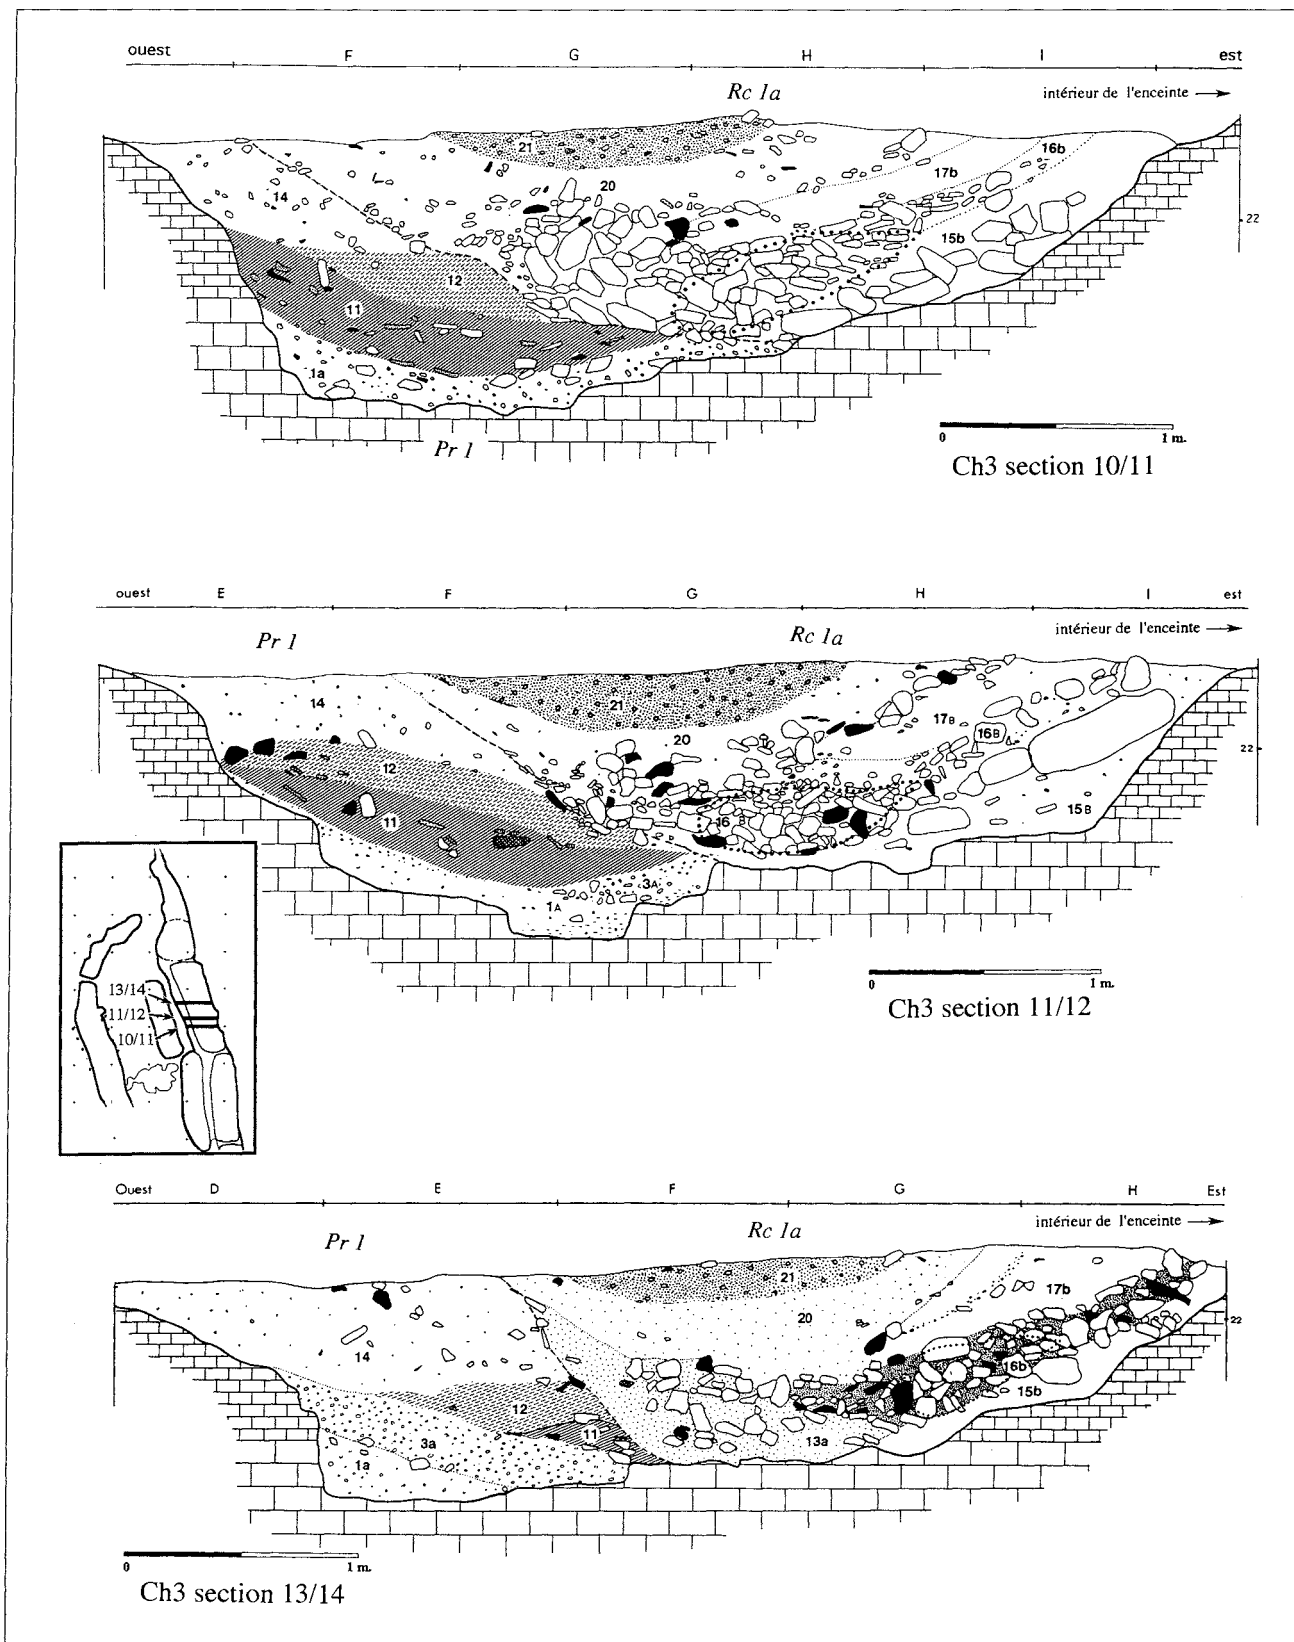 ouest F G H I est
Rc 1a
intérieur de l'enceinte →
21
16b
17b
20
14
22
15b
12
11
1a
Pr 1
0 1 m.
Ch3 section 10/11
ouest E F G H I est
Pr 1 Rc 1a
intérieur de l'enceinte →
14
21
17B
20
16B
22
12
15B
11
16 B
3A
1A
0 1 m.
Ch3 section 11/12
13/14
11/12
10/11
Ouest D E F G H Est
Pr 1 Rc 1a
intérieur de l'enceinte →
21
17b
20
22
14
16b
15b
12
11
13a
3a
1a
0 1 m.
Ch3 section 13/14